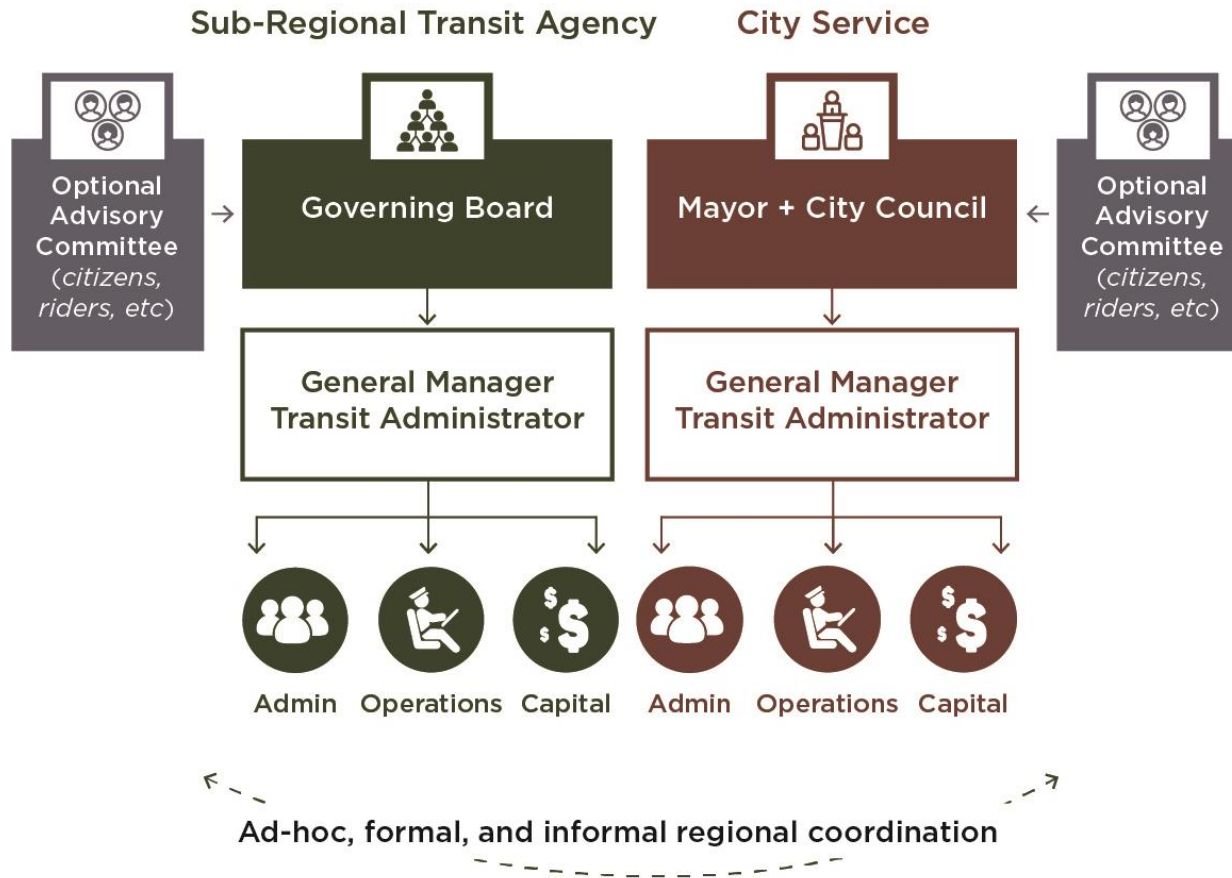 Sub-Regional Transit Agency
City Service
Optional
Advisory
Committee
(citizens,
riders, etc)
Governing Board
Mayor + City Council
Optional
Advisory
Committee
(citizens,
riders, etc)
General Manager
Transit Administrator
General Manager
Transit Administrator
$
$
$
$
$
$
Admin
Operations
Capital
Admin
Operations
Capital
Ad-hoc, formal, and informal regional coordination